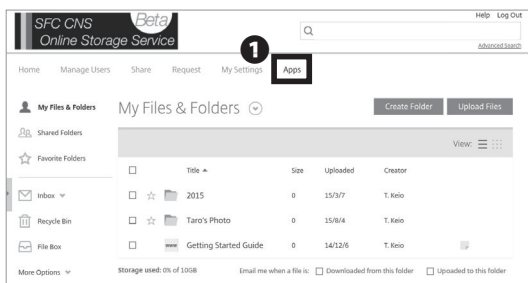 SFC CNS
Online Storage Service
Beta
Help Log Out
Advanced Search
1
Home Manage Users Share Request My Settings Apps
My Files & Folders
Shared Folders
Favorite Folders
Inbox
Recycle Bin
File Box
More Options
My Files & Folders
Create Folder Upload Files
View:
Title Size Uploaded Creator
2015 0 15/3/7 T. Keio
Taro's Photo 0 15/8/4 T. Keio
www Getting Started Guide 0 14/12/6 T. Keio
Storage used: 0% of 10GB Email me when a file is: Downloaded from this folder Upoaded to this folder